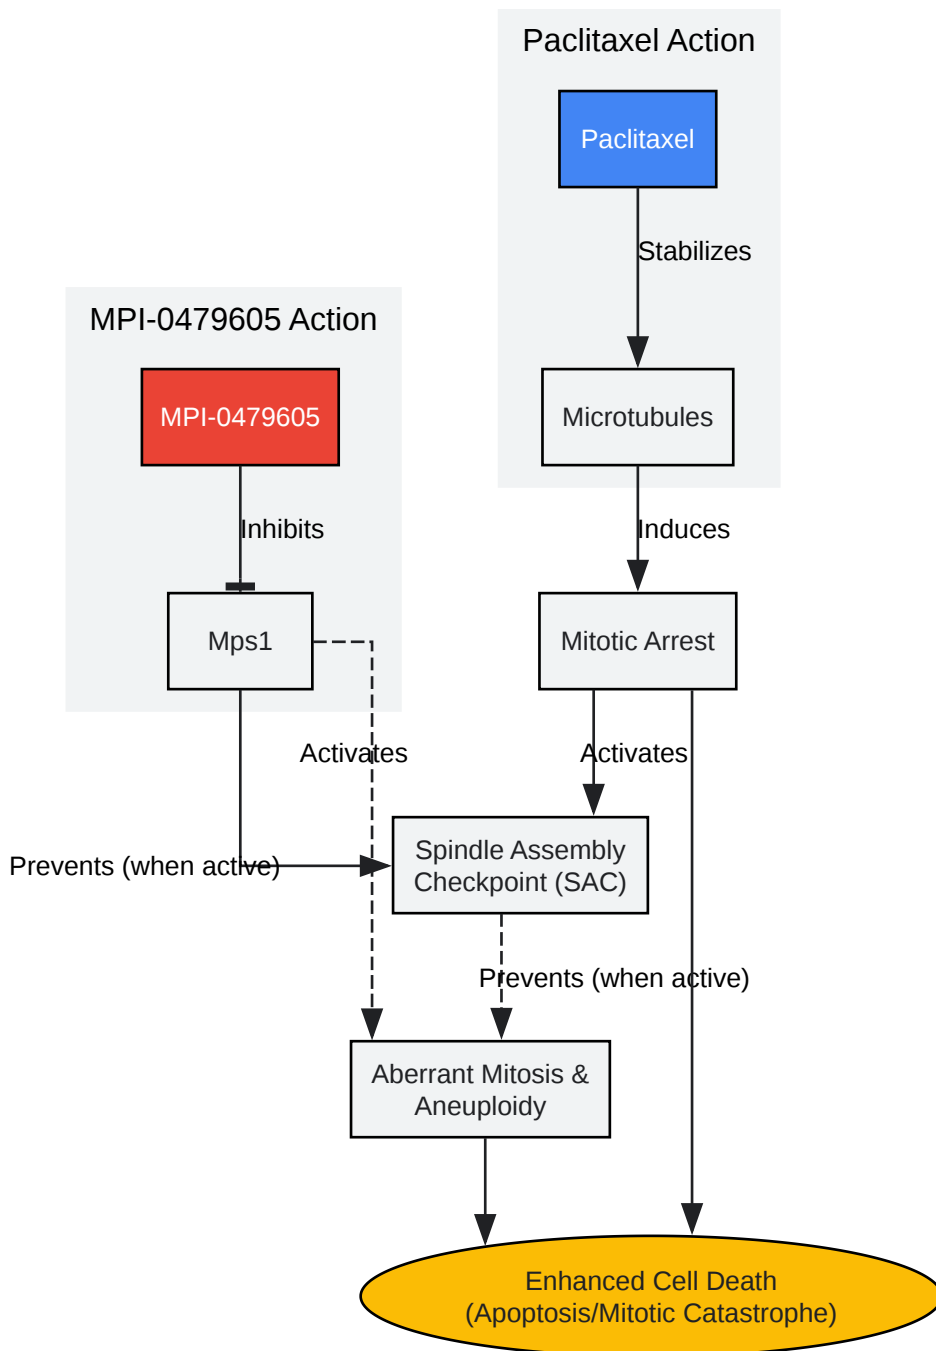 Paclitaxel Action
Paclitaxel
Stabilizes
MPI-0479605 Action
MPI-0479605
Microtubules
Inhibits
Induces
Mps1
Mitotic Arrest
Activates
Activates
Prevents (when active)
Spindle Assembly
Checkpoint (SAC)
Prevents (when active)
Aberrant Mitosis &
Aneuploidy
Enhanced Cell Death
(Apoptosis/Mitotic Catastrophe)